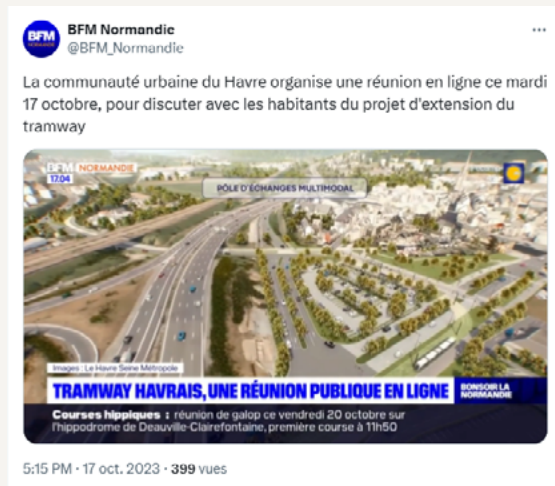 BFM
NORMANDIE
BFM Normandie
@BFM_Normandie
La communauté urbaine du Havre organise une réunion en ligne ce mardi
17 octobre, pour discuter avec les habitants du projet d'extension du
tramway
BFM NORMANDIE
17.04
PÔLE D'ÉCHANGES MULTIMODAL
Images : Le Havre Seine Métropole
TRAMWAY HAVRAIS, UNE RÉUNION PUBLIQUE EN LIGNE
BONSOIR LA
NORMANDIE
Courses hippiques : réunion de galop ce vendredi 20 octobre sur
l'hippodrome de Deauville-Clairefontaine, première course à 11h50
5:15 PM · 17 oct. 2023 · 399 vues